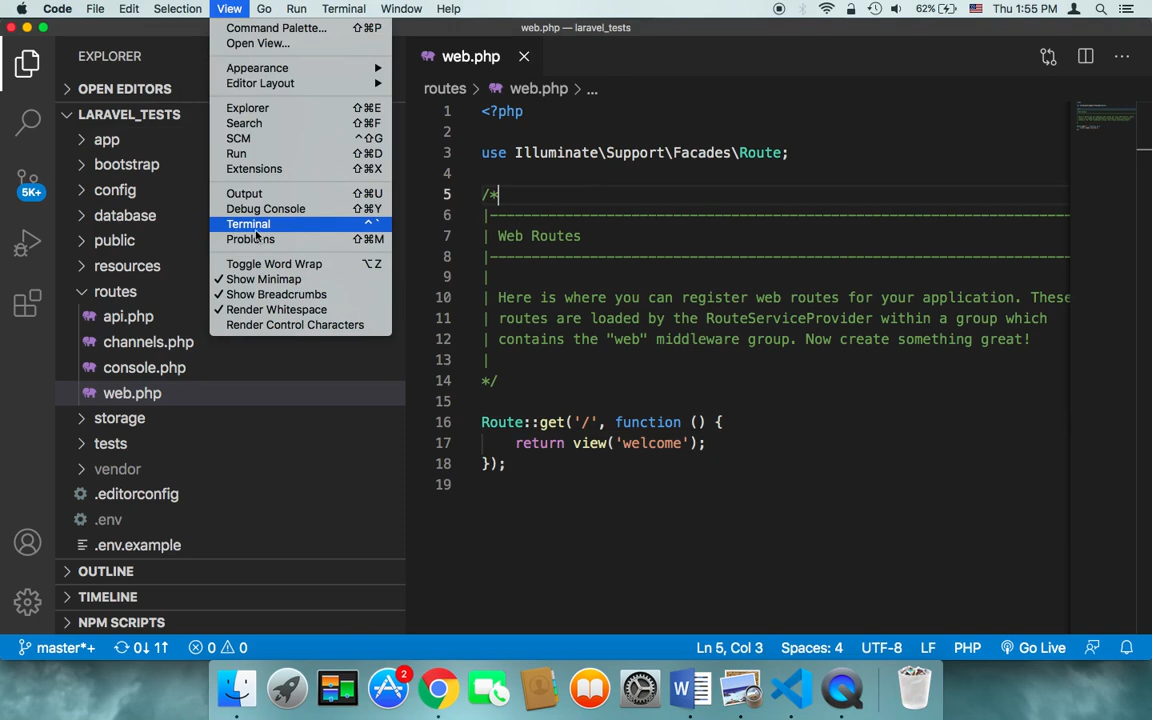 Code File Edit Selection View Go Run Terminal Window Help 62% Thu 1:55 PM
web.php — laravel_tests
Command Palette... ⇧⌘P
Open View...
Appearance
Editor Layout
Explorer ⇧⌘E
Search ⇧⌘F
SCM ^⇧G
Run ⇧⌘D
Extensions ⇧⌘X
Output ⇧⌘U
Debug Console ⇧⌘Y
Terminal ^`
Problems ⇧⌘M
Toggle Word Wrap ⌥Z
✓ Show Minimap
✓ Show Breadcrumbs
✓ Render Whitespace
Render Control Characters
5K+
EXPLORER
OPEN EDITORS
LARAVEL_TESTS
app
bootstrap
config
database
public
resources
routes
api.php
channels.php
console.php
web.php
storage
tests
vendor
.editorconfig
.env
.env.example
OUTLINE
TIMELINE
NPM SCRIPTS
web.php
routes > web.php > ...
1 <?php
2
3 use Illuminate\Support\Facades\Route;
4
5 /*
6 |--------------------------------------------------------------------------
7 | Web Routes
8 |--------------------------------------------------------------------------
9 |
10 | Here is where you can register web routes for your application. These
11 | routes are loaded by the RouteServiceProvider within a group which
12 | contains the "web" middleware group. Now create something great!
13 |
14 */
15
16 Route::get('/', function () {
17 return view('welcome');
18 });
19
master*+ 0↓ 1↑ 0 0 Ln 5, Col 3 Spaces: 4 UTF-8 LF PHP Go Live
2
W